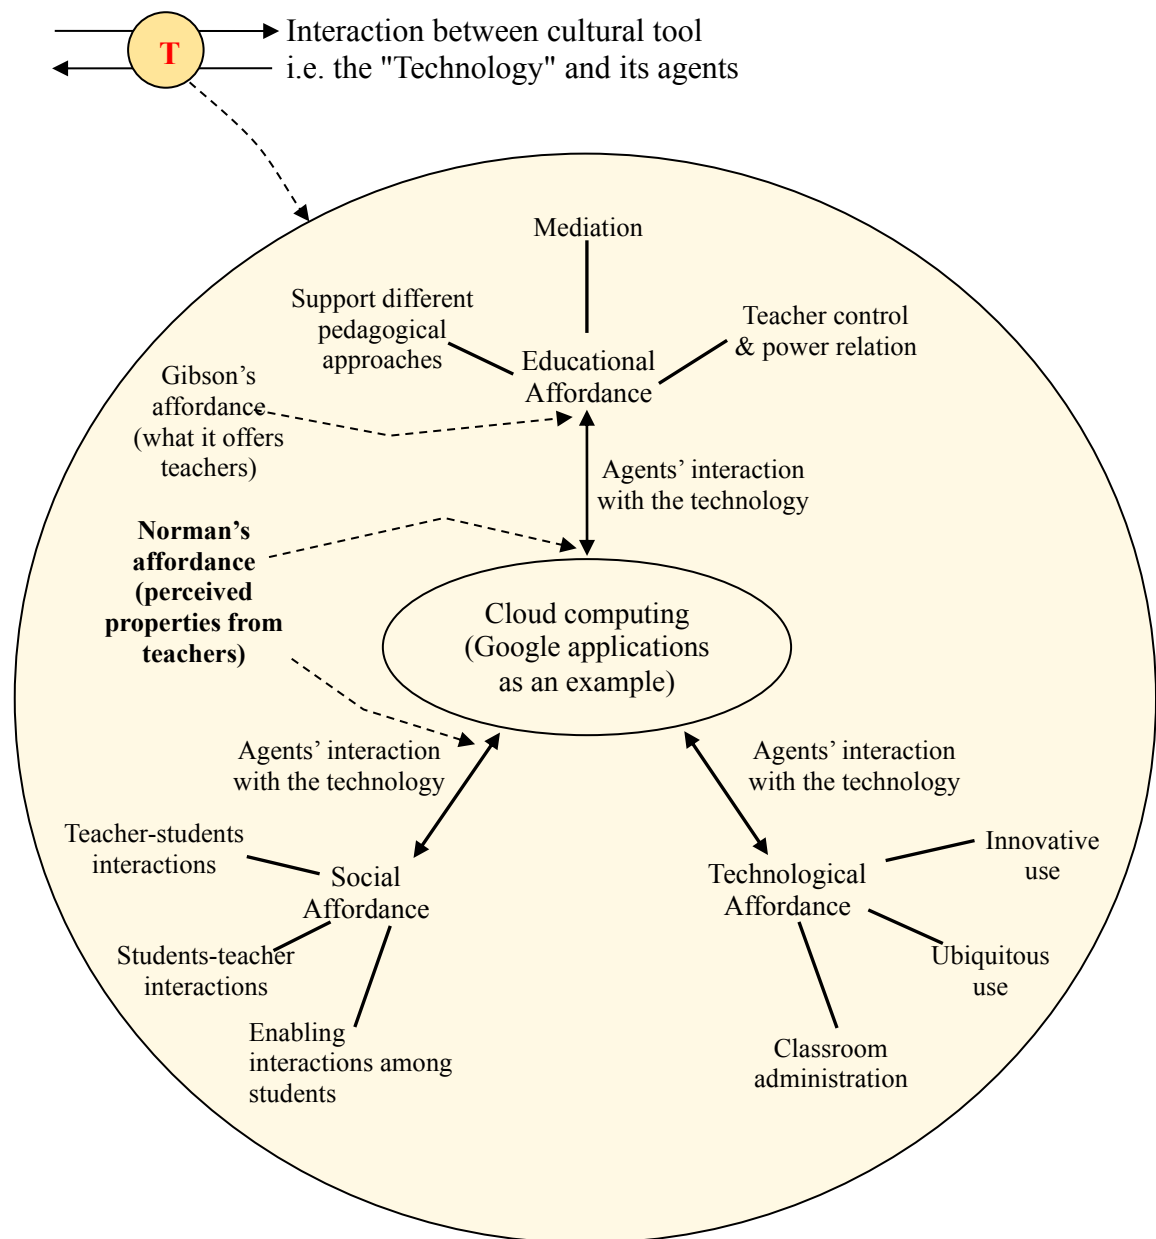 T
Interaction between cultural tool
i.e. the "Technology" and its agents
Mediation
Support different
pedagogical
approaches
Teacher control
& power relation
Educational
Affordance
Gibson’s
affordance
(what it offers
teachers)
Agents’ interaction
with the technology
Norman’s
affordance
(perceived
properties from
teachers)
Cloud computing
(Google applications
as an example)
Agents’ interaction
with the technology
Agents’ interaction
with the technology
Teacher-students
interactions
Social
Affordance
Students-teacher
interactions
Enabling
interactions among
students
Technological
Affordance
Innovative
use
Ubiquitous
use
Classroom
administration